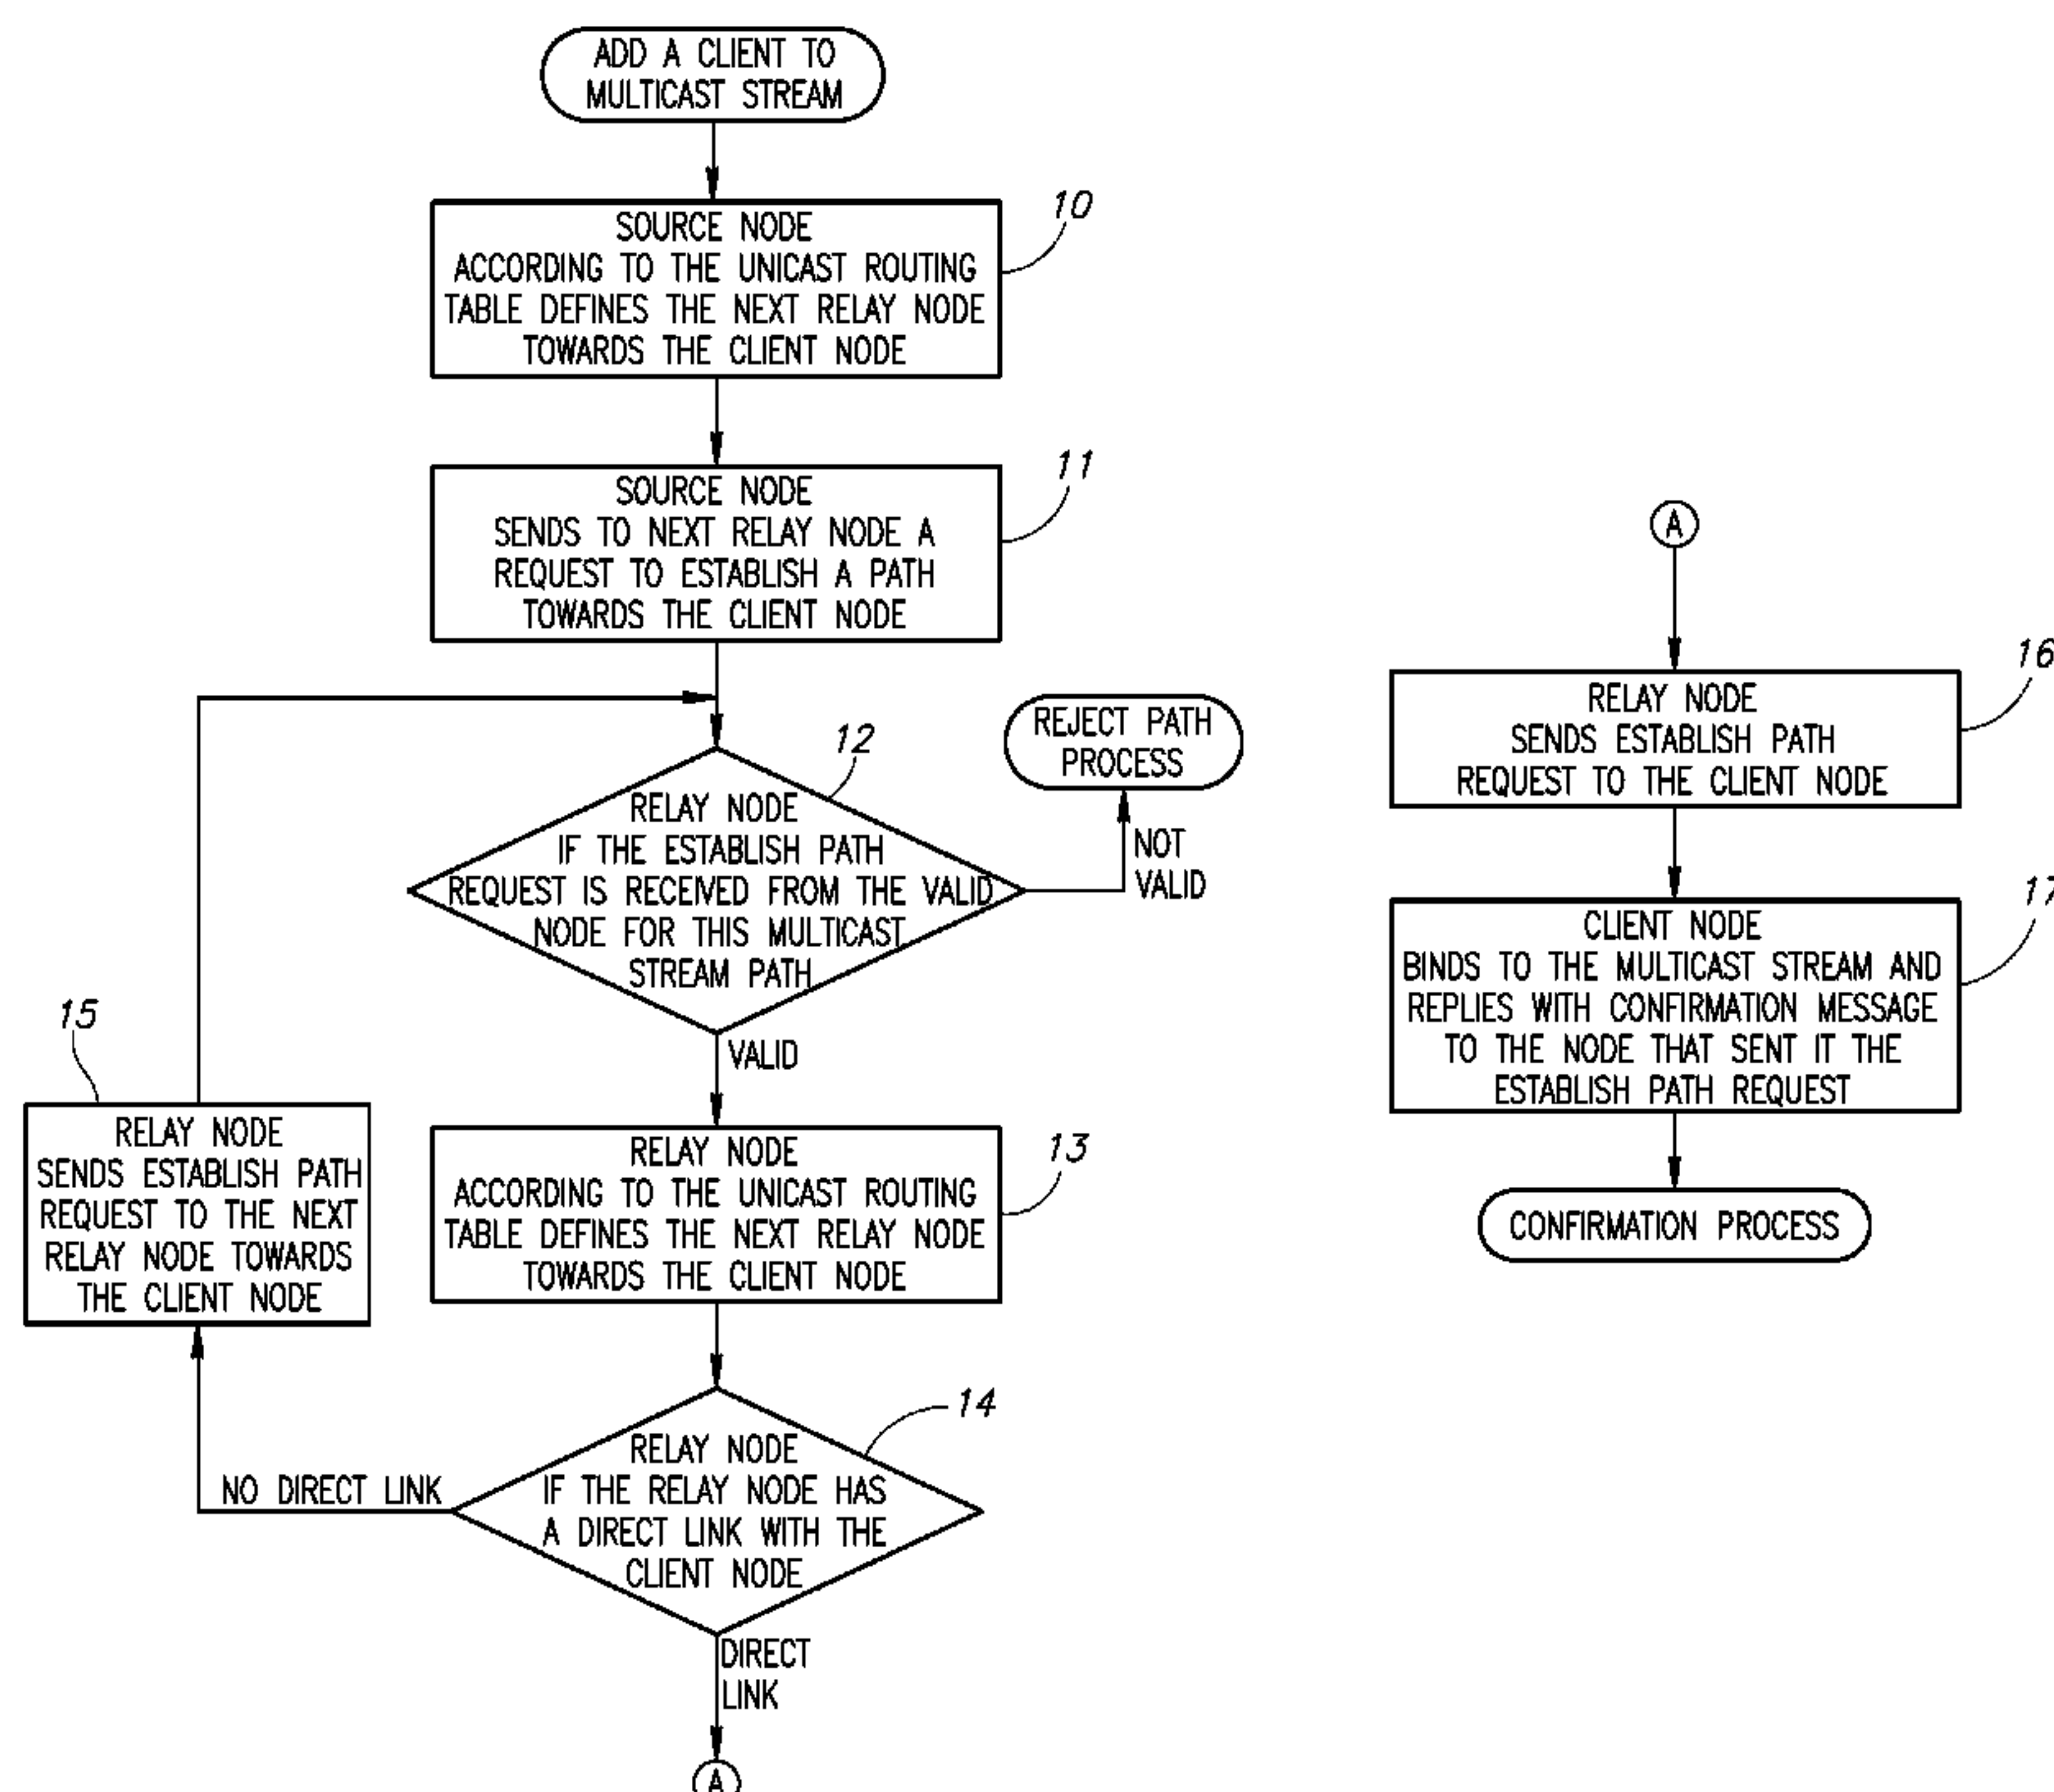 ADD A CLIENT TO
MULTICAST STREAM
10
SOURCE NODE
ACCORDING TO THE UNICAST ROUTING
TABLE DEFINES THE NEXT RELAY NODE
TOWARDS THE CLIENT NODE
11
SOURCE NODE
SENDS TO NEXT RELAY NODE A
REQUEST TO ESTABLISH A PATH
TOWARDS THE CLIENT NODE
12
RELAY NODE
IF THE ESTABLISH PATH
REQUEST IS RECEIVED FROM THE VALID
NODE FOR THIS MULTICAST
STREAM PATH
REJECT PATH
PROCESS
NOT
VALID
VALID
13
RELAY NODE
ACCORDING TO THE UNICAST ROUTING
TABLE DEFINES THE NEXT RELAY NODE
TOWARDS THE CLIENT NODE
14
RELAY NODE
IF THE RELAY NODE HAS
A DIRECT LINK WITH THE
CLIENT NODE
NO DIRECT LINK
15
RELAY NODE
SENDS ESTABLISH PATH
REQUEST TO THE NEXT
RELAY NODE TOWARDS
THE CLIENT NODE
DIRECT
LINK
A
A
16
RELAY NODE
SENDS ESTABLISH PATH
REQUEST TO THE CLIENT NODE
17
CLIENT NODE
BINDS TO THE MULTICAST STREAM AND
REPLIES WITH CONFIRMATION MESSAGE
TO THE NODE THAT SENT IT THE
ESTABLISH PATH REQUEST
CONFIRMATION PROCESS